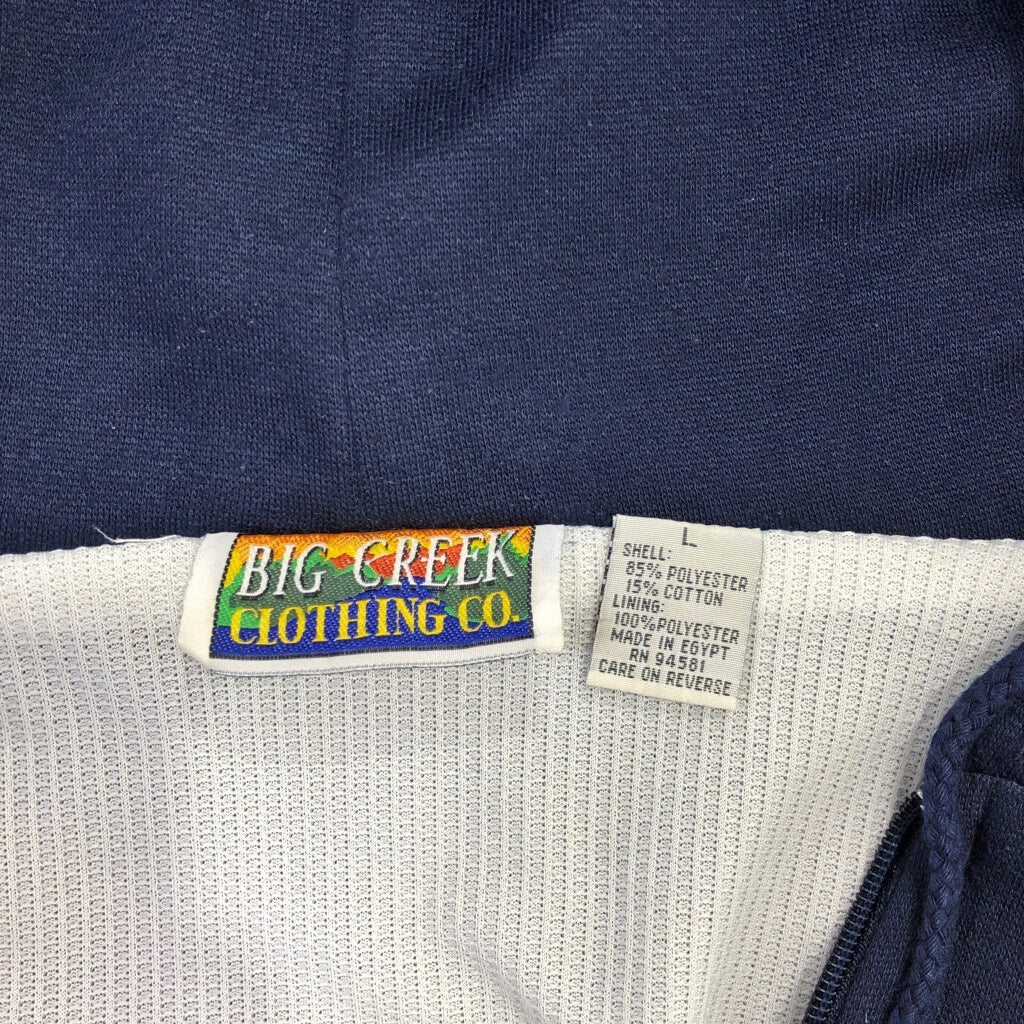 BIG CREEK
CLOTHING CO.
L
SHELL:
85% POLYESTER
15% COTTON
LINING:
100%POLYESTER
MADE IN EGYPT
RN 94581
CARE ON REVERSE